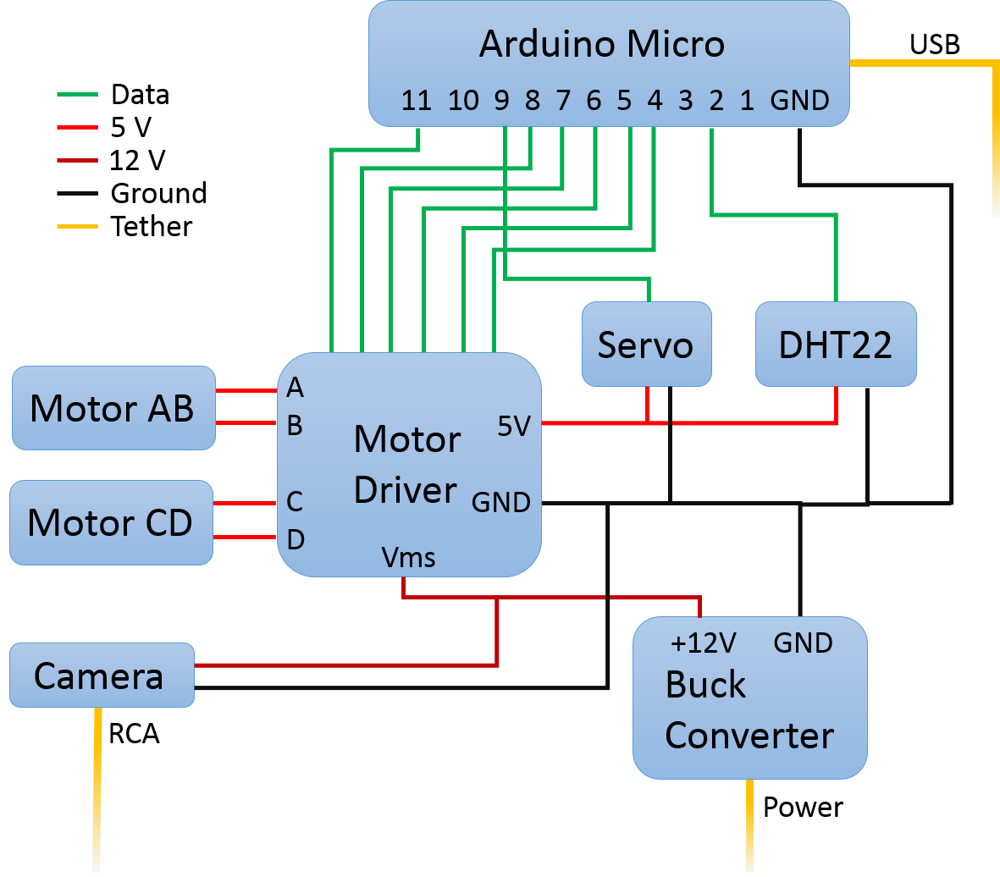 Arduino Micro
USB
11 10 9 8 7 6 5 4 3 2 1 GND
Data
5 V
12 V
Ground
Tether
Servo
DHT22
Motor AB
A
B
Motor
Driver
5V
GND
Motor CD
C
D
Vms
Camera
RCA
+12V GND
Buck
Converter
Power